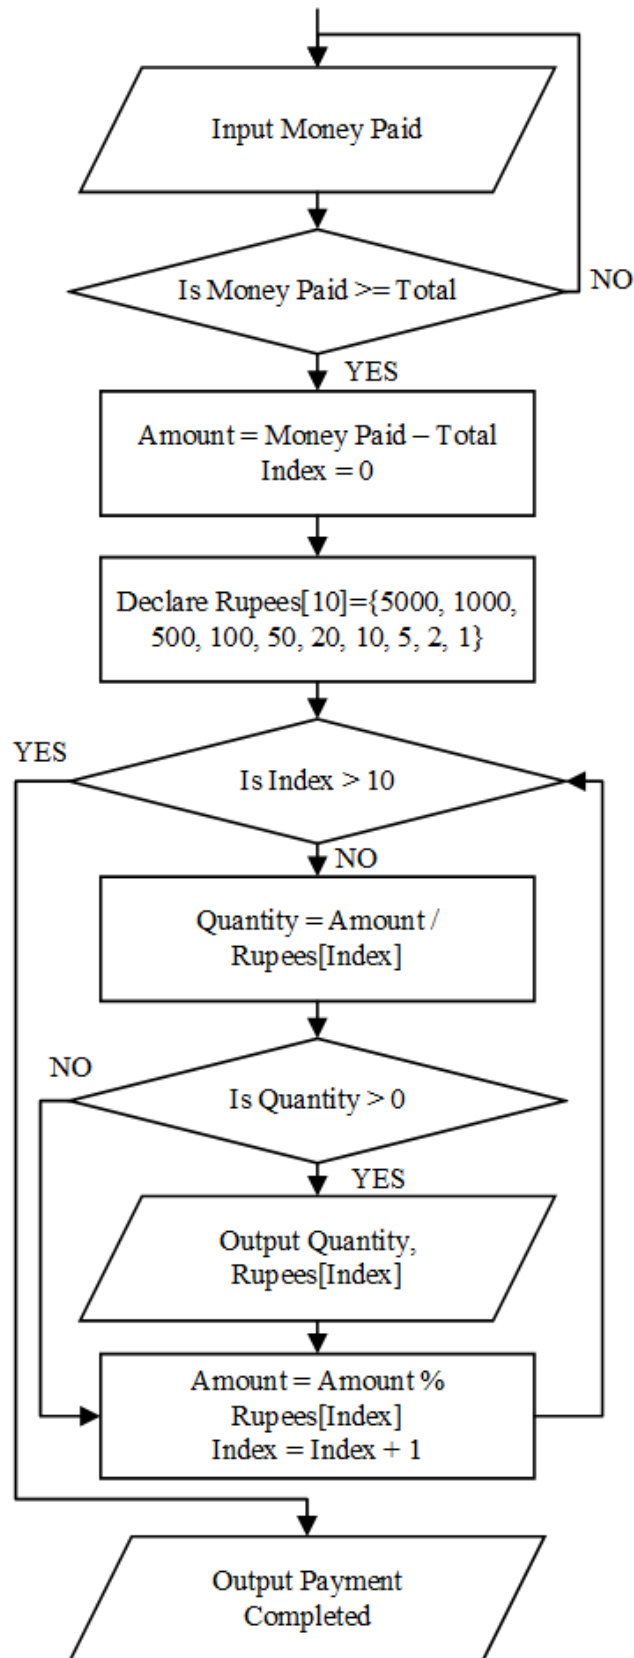 Input Money Paid
Is Money Paid >= Total
NO
YES
Amount = Money Paid – Total
Index = 0
Declare Rupees[10]={5000, 1000,
500, 100, 50, 20, 10, 5, 2, 1}
YES
Is Index > 10
NO
Quantity = Amount /
Rupees[Index]
NO
Is Quantity > 0
YES
Output Quantity,
Rupees[Index]
Amount = Amount %
Rupees[Index]
Index = Index + 1
Output Payment
Completed